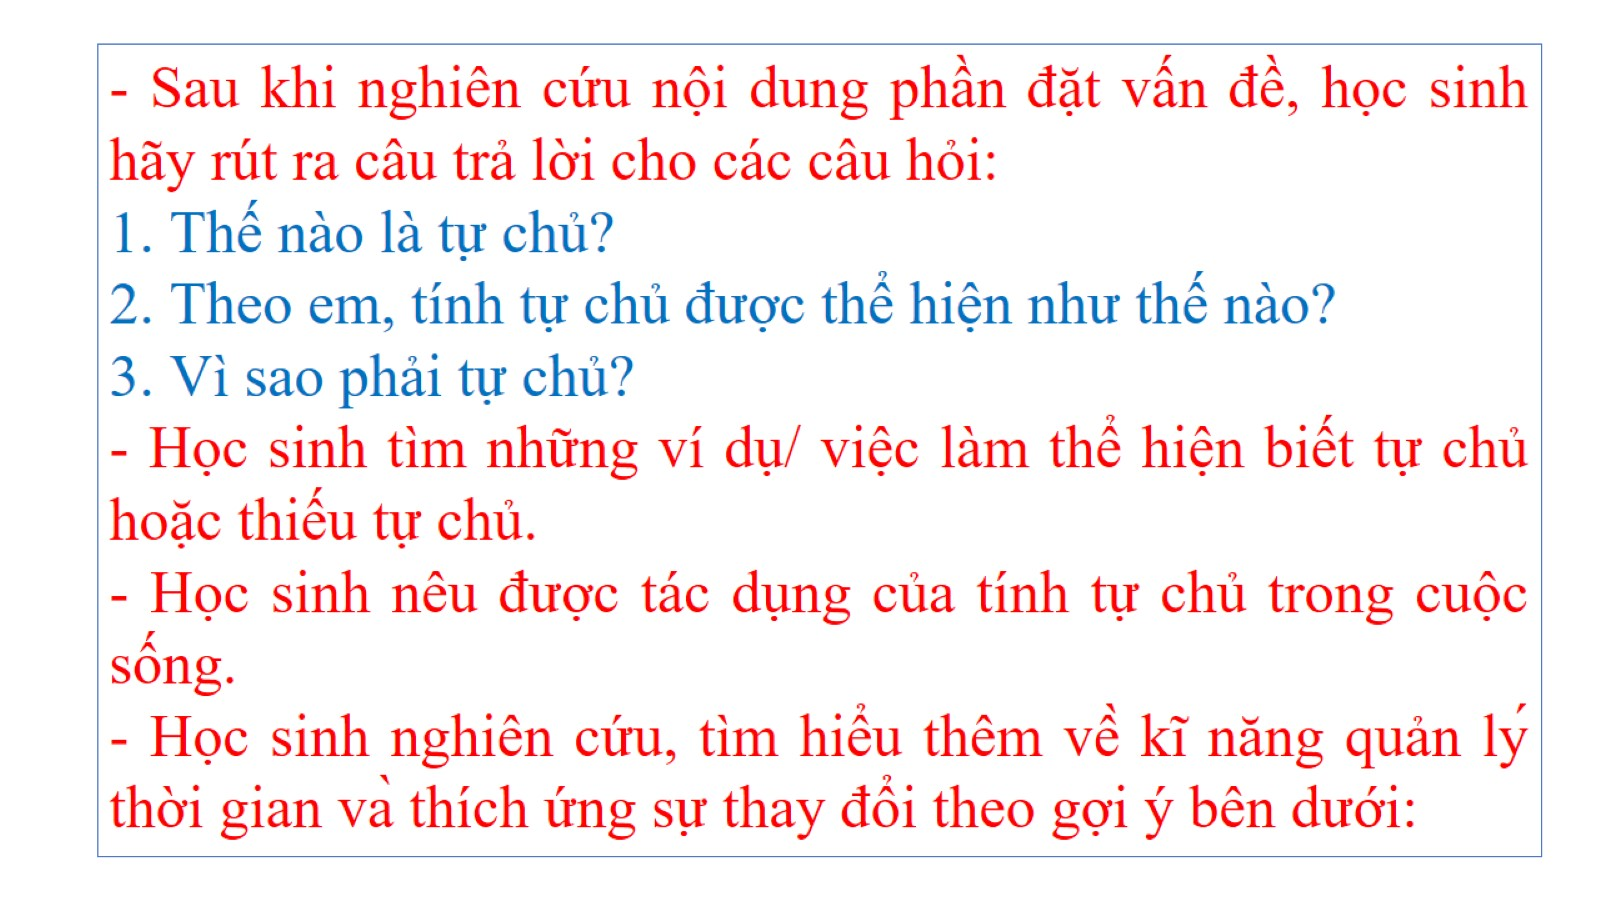 - Sau khi nghiên cứu nội dung phần đặt vấn đề, học sinh
hãy rút ra câu trả lời cho các câu hỏi:
1. Thế nào là tự chủ?
2. Theo em, tính tự chủ được thể hiện như thế nào?
3. Vì sao phải tự chủ?
- Học sinh tìm những ví dụ/ việc làm thể hiện biết tự chủ
hoặc thiếu tự chủ.
- Học sinh nêu được tác dụng của tính tự chủ trong cuộc
sống.
- Học sinh nghiên cứu, tìm hiểu thêm về kĩ năng quản lý
thời gian và thích ứng sự thay đổi theo gợi ý bên dưới: